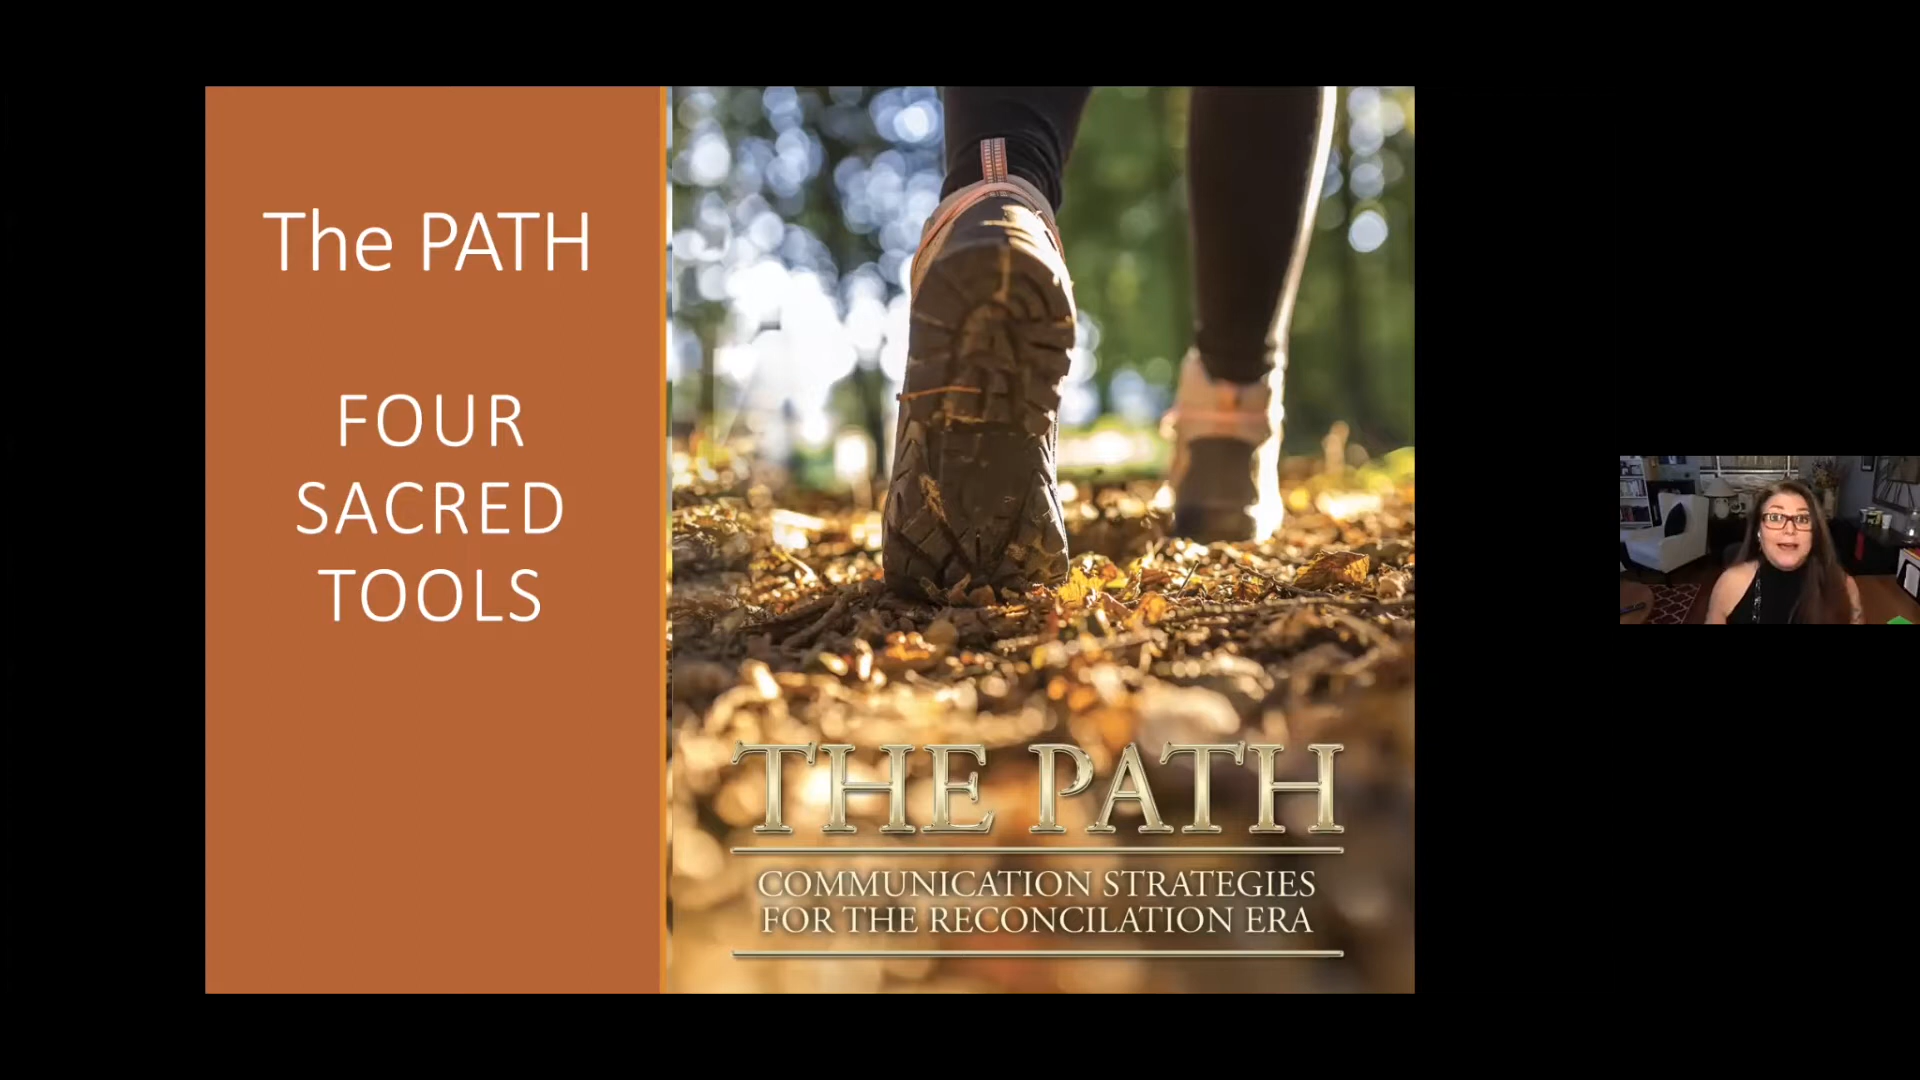 The PATH
FOUR
SACRED
TOOLS
THE PATH
COMMUNICATION STRATEGIES
FOR THE RECONCILATION ERA